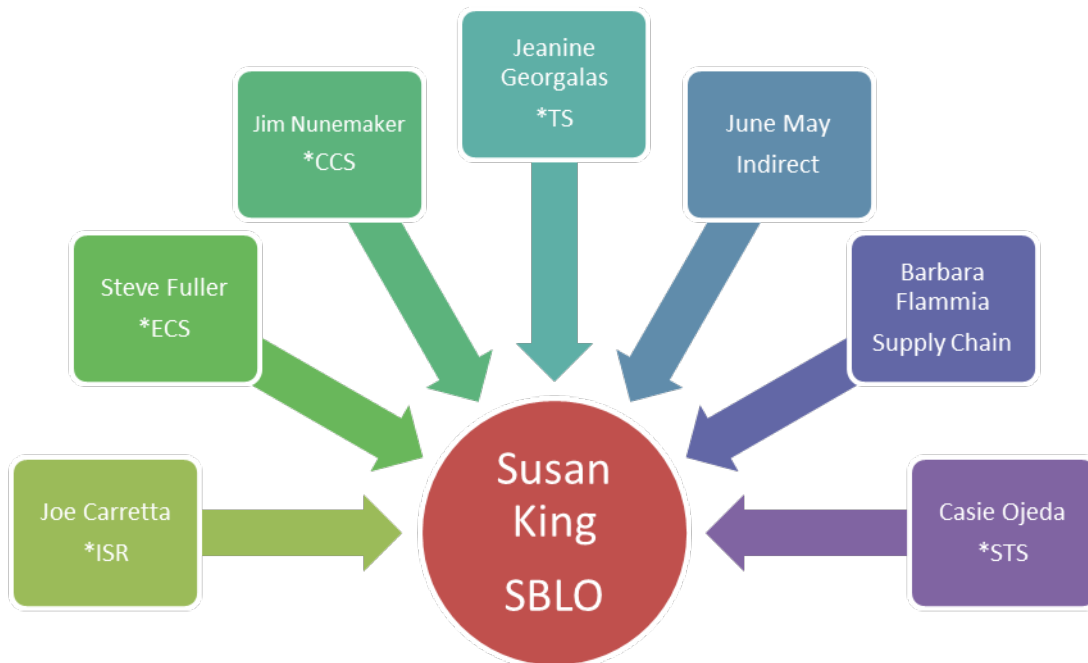 Jeanine
Georgalas
*TS
Jim Nunemaker
*CCS
June May
Indirect
Steve Fuller
*ECS
Barbara
Flammia
Supply Chain
Joe Carretta
*ISR
Susan
King
SBLO
Casie Ojeda
*STS